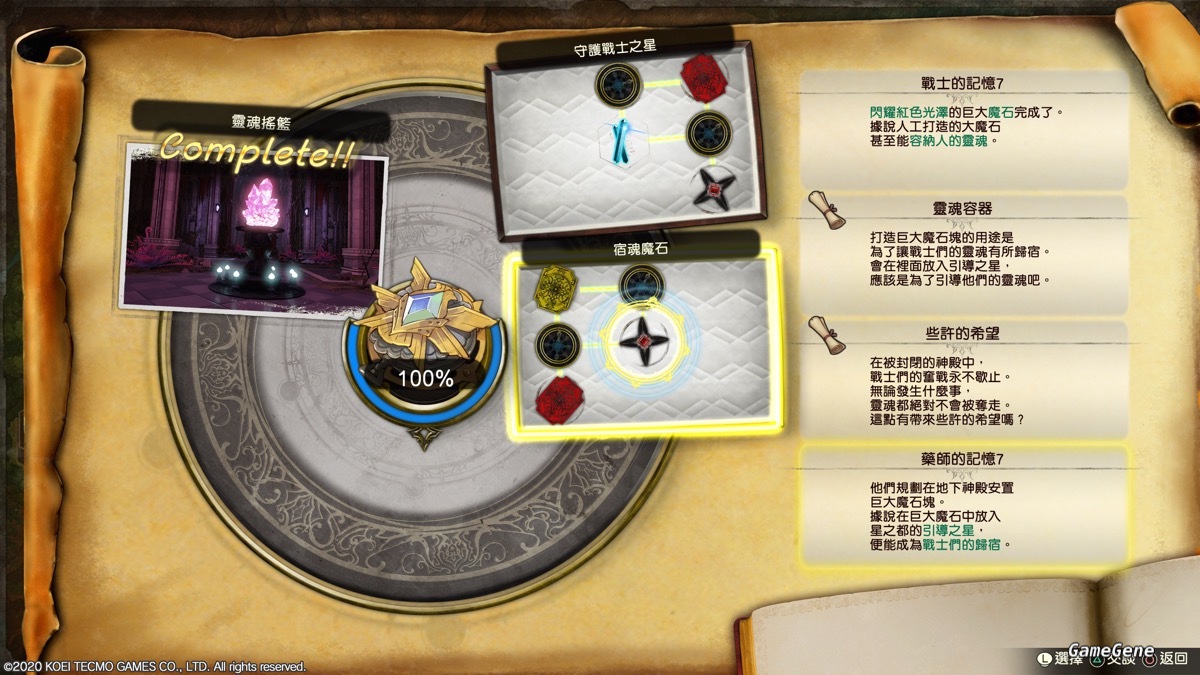 靈魂搖籃
Complete!!
100%
守護戰士之星
宿魂魔石
戰士的記憶7
閃耀紅色光澤的巨大魔石完成了。
據說人工打造的大魔石
甚至能容納人的靈魂。
靈魂容器
打造巨大魔石塊的用途是
為了讓戰士們的靈魂有所歸宿。
會在裡面放入引導之星，
應該是為了引導他們的靈魂吧。
些許的希望
在被封閉的神殿中，
戰士們的奮戰永不歇止。
無論發生什麼事，
靈魂都絕對不會被奪走。
這點有帶來些許的希望嗎？
藥師的記憶7
他們規劃在地下神殿安置
巨大魔石塊。
據說在巨大魔石中放入
星之都的引導之星，
便能成為戰士們的歸宿。
GameGene
L 選擇 交談 返回
©2020 KOEI TECMO GAMES CO., LTD. All rights reserved.